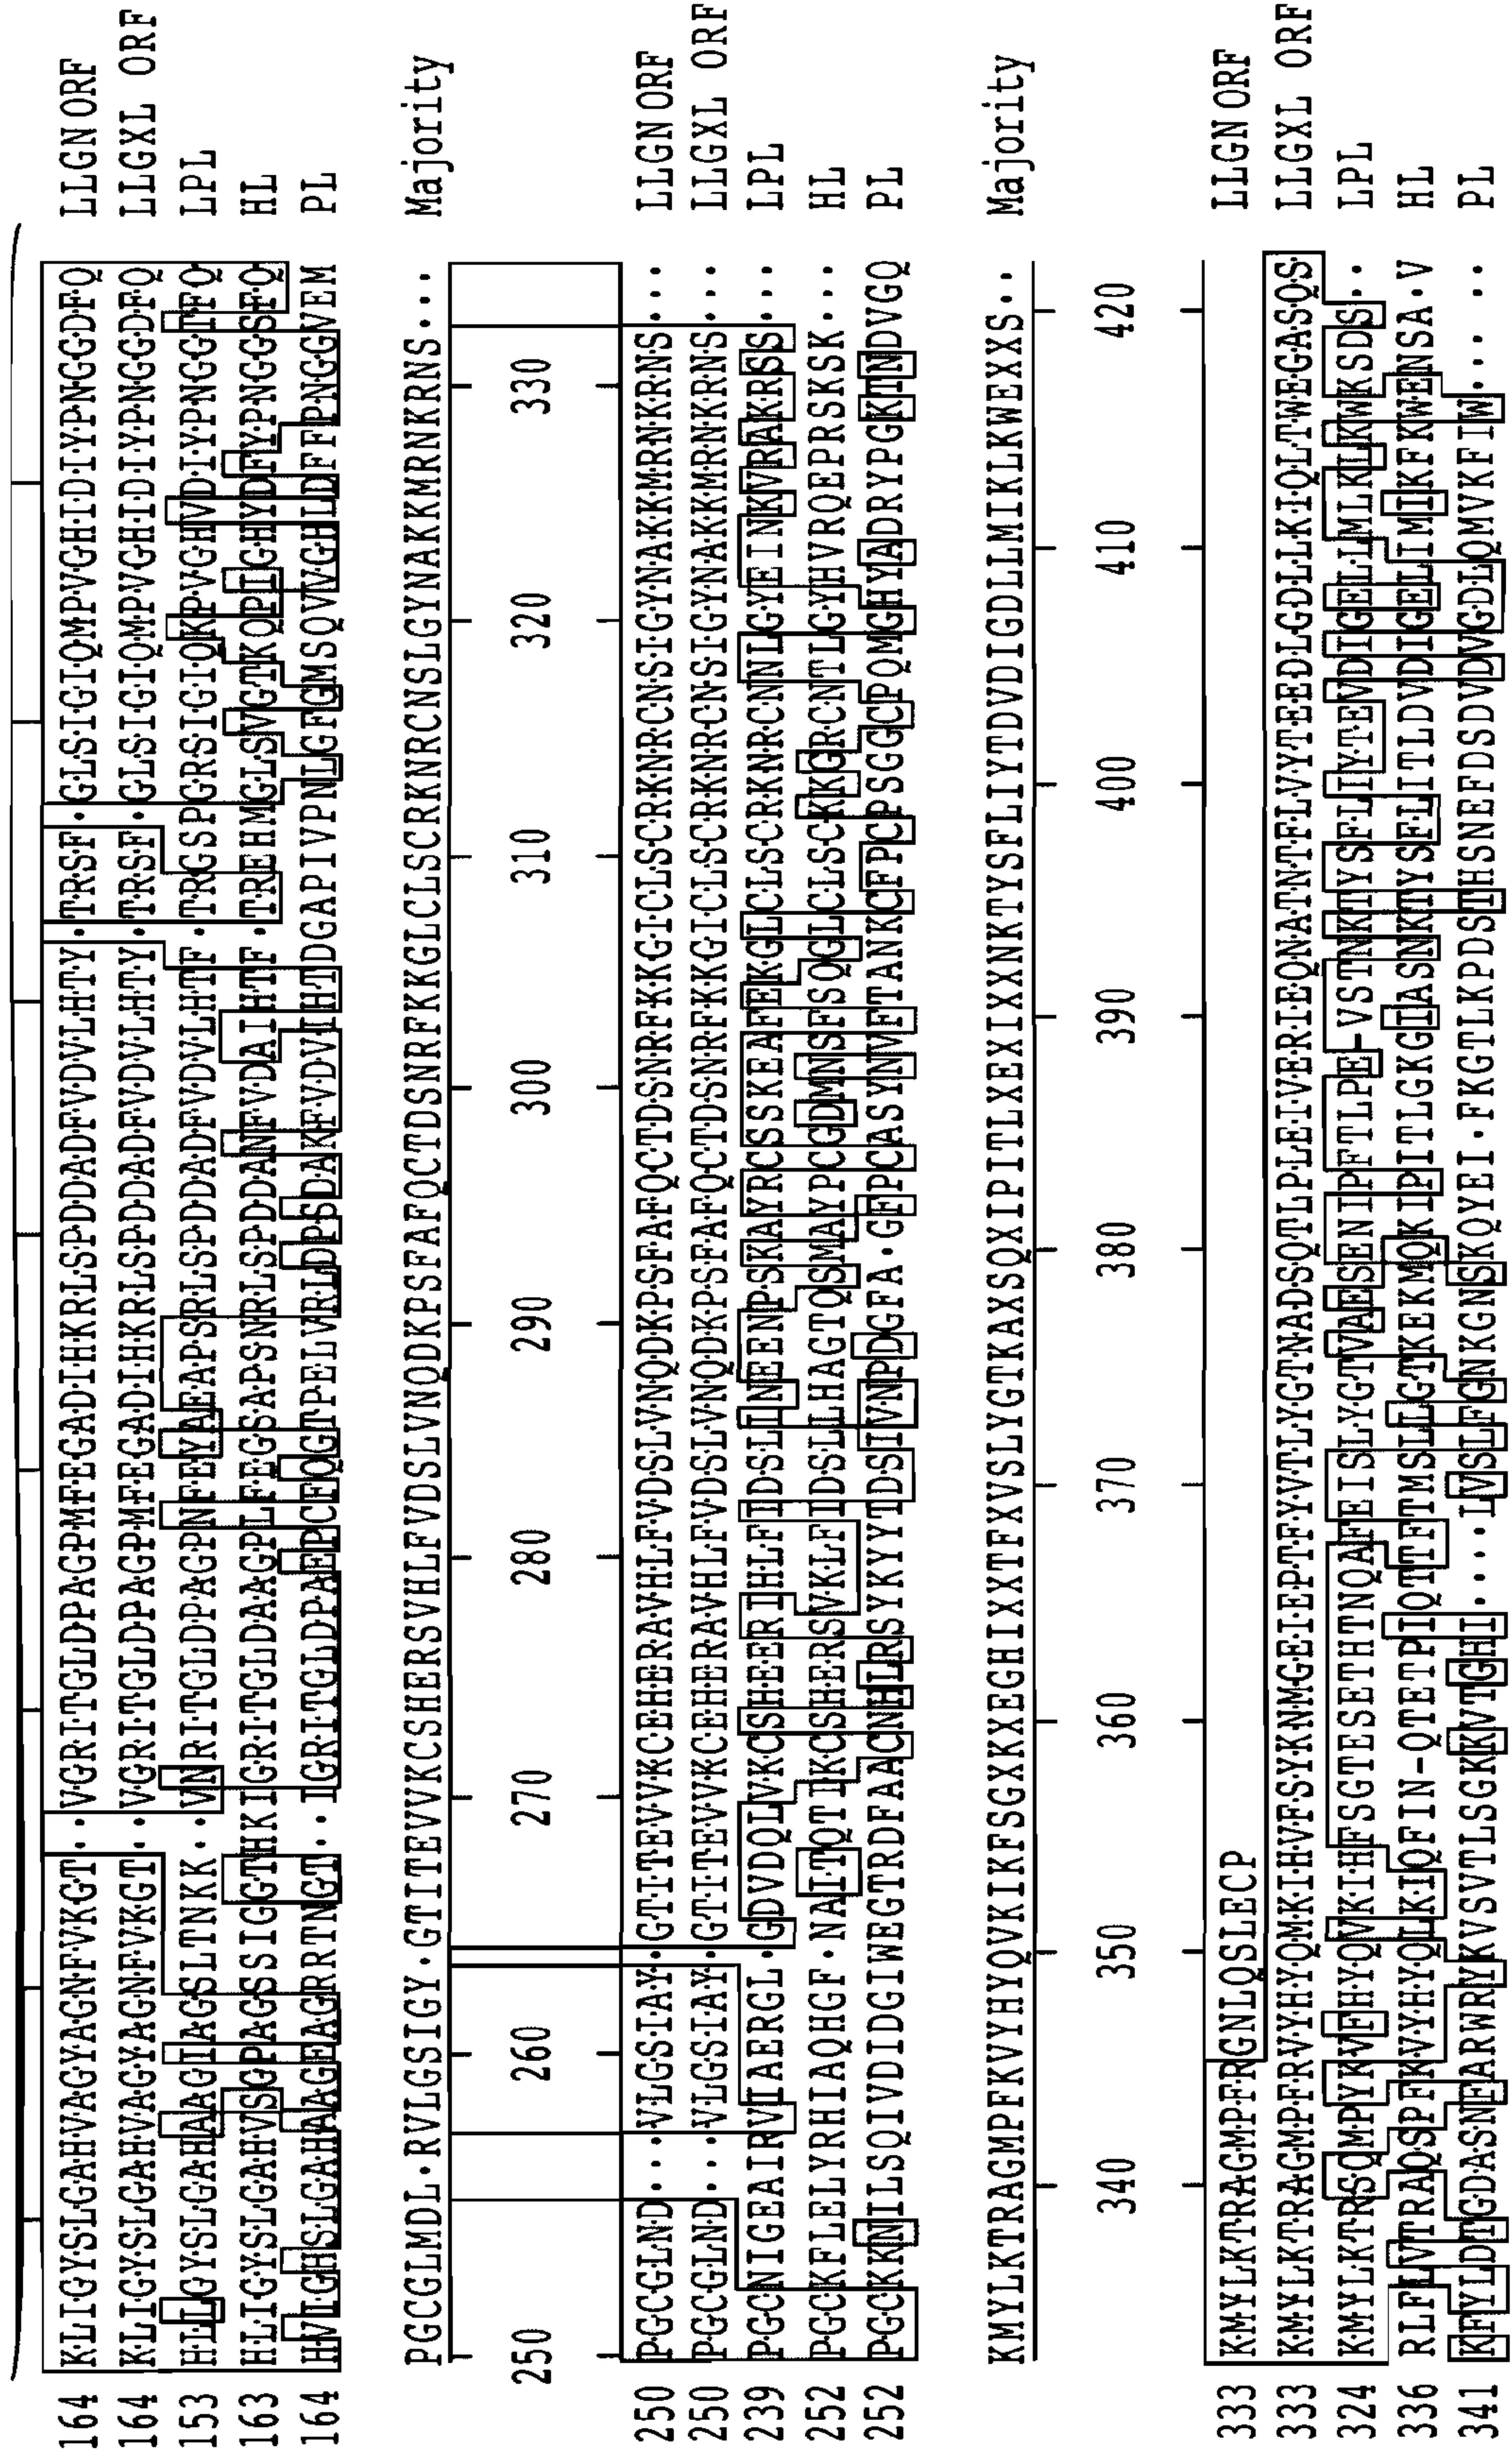 164 KLIGYSLGAHVAGYAGNFVKGT..VGRITGLDPAGPMFEGADIHKRLSPDDADFVDVLHTY.TRSF.GLSIGIQMPVGHIDIYPNGGDFQ LLGN ORF
164 KLIGYSLGAHVAGYAGNFVKGT..VGRITGLDPAGPMFEGADIHKRLSPDDADFVDVLHTY.TRSF.GLSIGIQMPVGHIDIYPNGGDFQ LLGXL ORF
153 HLLGYSLGAHAAGIAGSLTNKK..VNRITGLDPAGPNFEYAEAPSRLSPDDADFVDVLHTF.TRGSPGRSIGIQKPVGHVDIYPNGGTFQ LPL
163 HLIGYSLGAHVSGPAGSSIGGTHKIGRITGLDAAGPLFEGSAPSNRLSPDDANFVDAIHTF.TREHMGLSVGTKQPIGHYDFYPNGGSFQ HL
164 HVIGHSLGAHAAGEAGRRTNGT..IGRITGLDPAEPCFQGTPELVRLDPSDAKFVDVIHTDGAPIVPNLGFGMSQVVGHLDFFPNGGVEM PL
PGCGLMDL.RVLGSIGY.GTITEVVKCSHERSVHLFVDSLVNQDKPSFAFQCTDSNRFKKGLCLSCRKNRCNSLGYNAKKMRNKRNS... Majority
250 260 270 280 290 300 310 320 330
250 PGCGLND...VLGSIAY.GTITEVVKCEHERAVHLFVDSLVNQDKPSFAFQCTDSNRFKKGICLSCRKNRCNSIGYNAKKMRNKRNS... LLGN ORF
250 PGCGLND...VLGSIAY.GTITEVVKCEHERAVHLFVDSLVNQDKPSFAFQCTDSNRFKKGICLSCRKNRCNSIGYNAKKMRNKRNS... LLGXL ORF
239 PGCNIGEAIRVIAERGL.GDVDQLVKCSHEERIHLFIDSLLNEENPSKAYRCSSKEAFEKGLCLSCRKNRCNNLGYEINKVRAKRSS... LPL
252 PGCKFLELYRHIAQHGF.NAITQTIKCSHERSVKLFIDSLLHAGTQSMAYPCGDMNSFSQGLCLSCKKGRCNTLGYHVRQEPRSKSK... HL
252 PGCKKNILSQIVDIDGIWEGTRDFAACNHLRSYKYYTDSIVNPDGFA.GFPCASYNVFTANKCFPCPSGGCPQMGHYADRYPGKTNDVGQ PL
KMYLKTRAGMPFKVYHYQVKIKFSGXKXEGHIXXTFXVSLYGTKAXSQXIPITLXEXIXXNKTYSFLIYTDVDIGDLLMIKLKWEXXS.. Majority
340 350 360 370 380 390 400 410 420
333 KMYLKTRAGMPFRGNLQSLECP LLGN ORF
333 KMYLKTRAGMPFRVYHYQMKIHVFSYKNMGEIEPTFYVTLYGTNADSQTLPLEIVERIEQNATNTFLVYTEEDLGDLLKIQLTWEGASQS LLGXL ORF
324 KMYLKTRSQMPYKVFHYQVKIHFSGTESETHTNQAFEISLYGTVAESENIPFTLPE-VSTNKTYSFLIYTEVDIGELLMLKLKWKSDS.. LPL
336 RLFLVTRAQSPFKVYHYQLKIQFIN-QTETPIQTTFTMSLLGTKEKMQKIPITLGKGIASNKTYSFLITLDVDIGELIMIKFKWENSA.V HL
341 KFYLDTGDASNFARWRYKVSVTLSGKKVTGHI.....LVSLFGNKGNSKQYEI.FKGTLKPDSTHSNEFDSDVDVGDLQMVKFIW.... PL